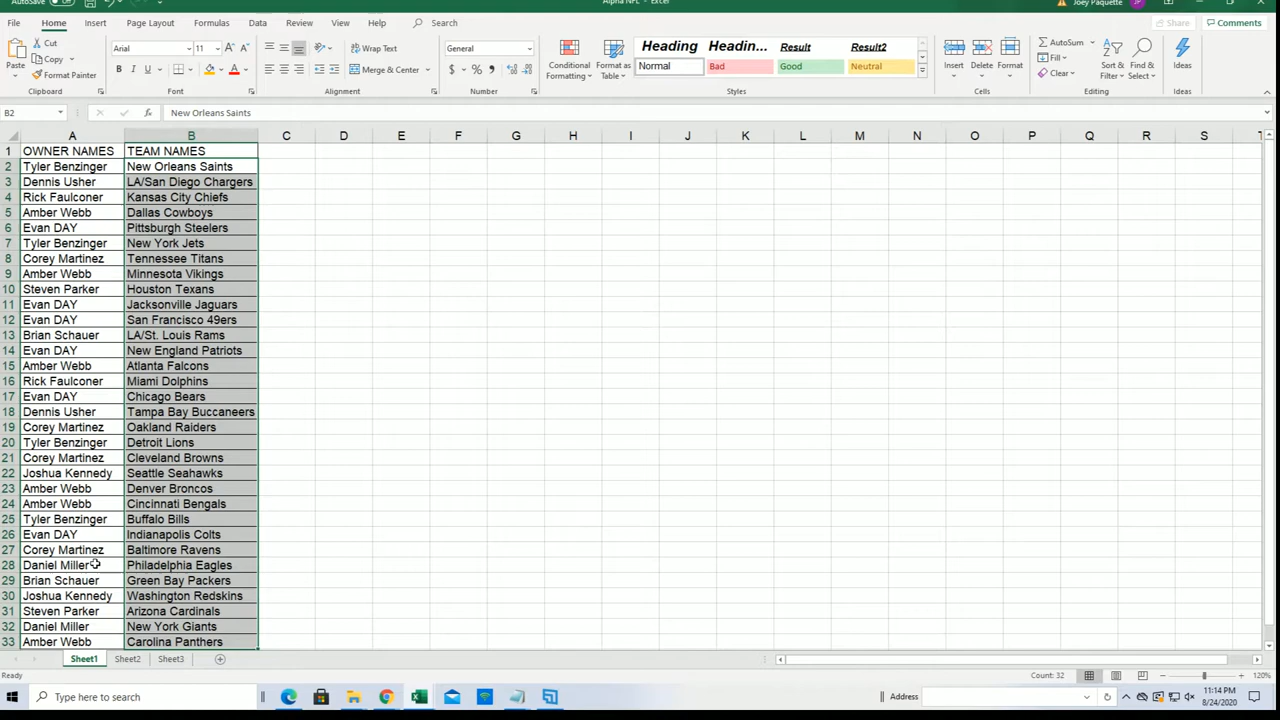 AutoSave Alpha NFL - Excel Joey Paquette JP
File Home Insert Page Layout Formulas Data Review View Help Search Share Comments
Paste Cut Copy Format Painter Clipboard
Arial 11 B I U A Font
Wrap Text Merge & Center Alignment
General $ % , Number
Conditional Formatting Format as Table
Heading Headin... Result Result2
Normal Bad Good Neutral Styles
Insert Delete Format Cells
AutoSum Fill Clear Sort & Filter Find & Select Editing
Ideas Ideas
B2 fx New Orleans Saints
A B C D E F G H I J K L M N O P Q R S
1 OWNER NAMES TEAM NAMES
2 Tyler Benzinger New Orleans Saints
3 Dennis Usher LA/San Diego Chargers
4 Rick Faulconer Kansas City Chiefs
5 Amber Webb Dallas Cowboys
6 Evan DAY Pittsburgh Steelers
7 Tyler Benzinger New York Jets
8 Corey Martinez Tennessee Titans
9 Amber Webb Minnesota Vikings
10 Steven Parker Houston Texans
11 Evan DAY Jacksonville Jaguars
12 Evan DAY San Francisco 49ers
13 Brian Schauer LA/St. Louis Rams
14 Evan DAY New England Patriots
15 Amber Webb Atlanta Falcons
16 Rick Faulconer Miami Dolphins
17 Evan DAY Chicago Bears
18 Dennis Usher Tampa Bay Buccaneers
19 Corey Martinez Oakland Raiders
20 Tyler Benzinger Detroit Lions
21 Corey Martinez Cleveland Browns
22 Joshua Kennedy Seattle Seahawks
23 Amber Webb Denver Broncos
24 Amber Webb Cincinnati Bengals
25 Tyler Benzinger Buffalo Bills
26 Evan DAY Indianapolis Colts
27 Corey Martinez Baltimore Ravens
28 Daniel Miller Philadelphia Eagles
29 Brian Schauer Green Bay Packers
30 Joshua Kennedy Washington Redskins
31 Steven Parker Arizona Cardinals
32 Daniel Miller New York Giants
33 Amber Webb Carolina Panthers
Sheet1 Sheet2 Sheet3
Ready Count: 32 120%
Type here to search Address 11:14 PM
8/24/2020